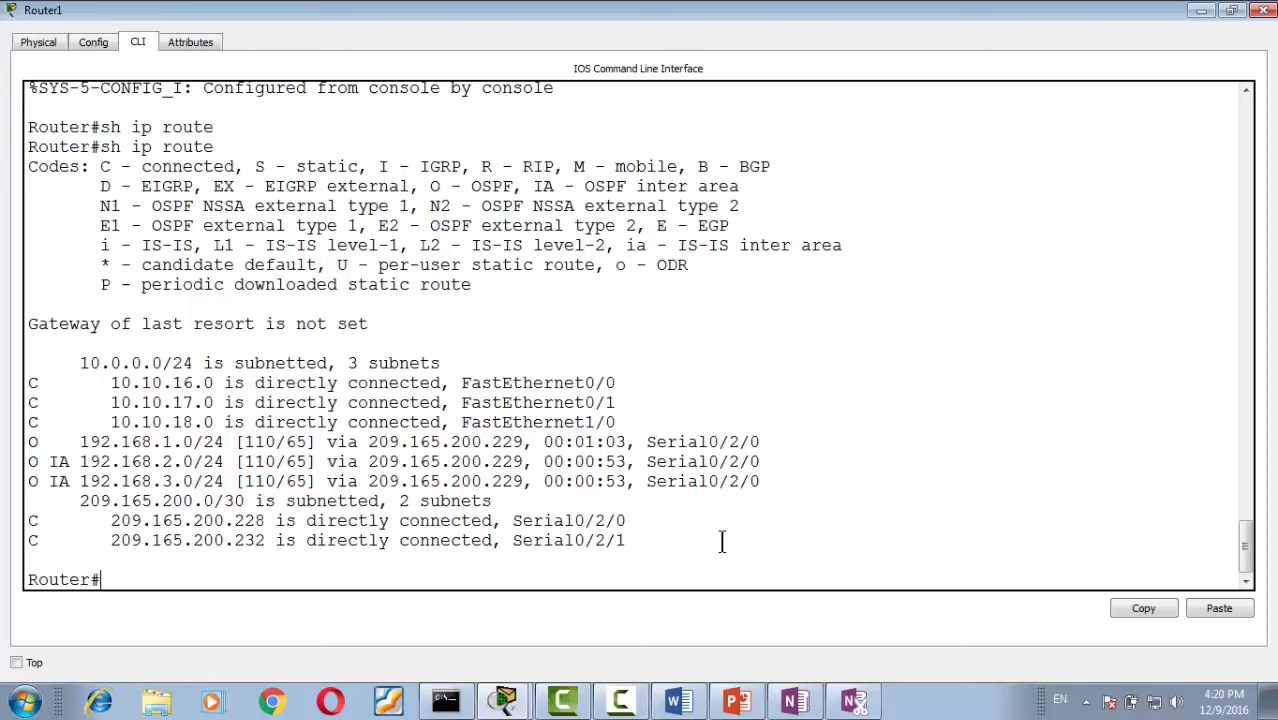 Router1
Physical Config CLI Attributes
IOS Command Line Interface
%SYS-5-CONFIG_I: Configured from console by console
Router#sh ip route
Router#sh ip route
Codes: C - connected, S - static, I - IGRP, R - RIP, M - mobile, B - BGP
D - EIGRP, EX - EIGRP external, O - OSPF, IA - OSPF inter area
N1 - OSPF NSSA external type 1, N2 - OSPF NSSA external type 2
E1 - OSPF external type 1, E2 - OSPF external type 2, E - EGP
i - IS-IS, L1 - IS-IS level-1, L2 - IS-IS level-2, ia - IS-IS inter area
* - candidate default, U - per-user static route, o - ODR
P - periodic downloaded static route
Gateway of last resort is not set
10.0.0.0/24 is subnetted, 3 subnets
C 10.10.16.0 is directly connected, FastEthernet0/0
C 10.10.17.0 is directly connected, FastEthernet0/1
C 10.10.18.0 is directly connected, FastEthernet1/0
O 192.168.1.0/24 [110/65] via 209.165.200.229, 00:01:03, Serial0/2/0
O IA 192.168.2.0/24 [110/65] via 209.165.200.229, 00:00:53, Serial0/2/0
O IA 192.168.3.0/24 [110/65] via 209.165.200.229, 00:00:53, Serial0/2/0
209.165.200.0/30 is subnetted, 2 subnets
C 209.165.200.228 is directly connected, Serial0/2/0
C 209.165.200.232 is directly connected, Serial0/2/1
Router#
Copy Paste
Top
EN
4:20 PM
12/9/2016